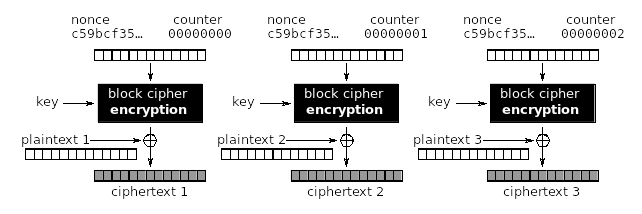 nonce counter
c59bcf35… 00000000
block cipher
encryption
key
plaintext 1
ciphertext 1
nonce counter
c59bcf35… 00000001
block cipher
encryption
key
plaintext 2
ciphertext 2
nonce counter
c59bcf35… 00000002
block cipher
encryption
key
plaintext 3
ciphertext 3